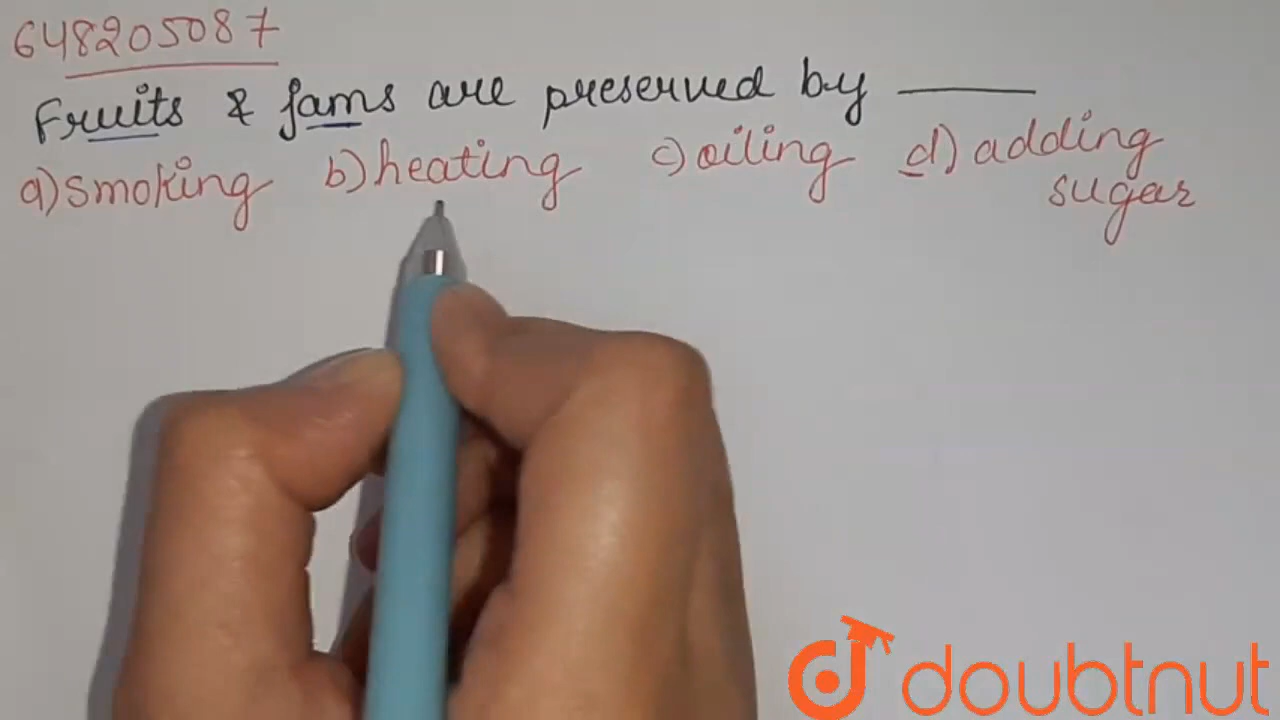 648205087
Fruits & Jams are preserved by ______
a) smoking b) heating c) oiling d) adding
sugar
doubtnut